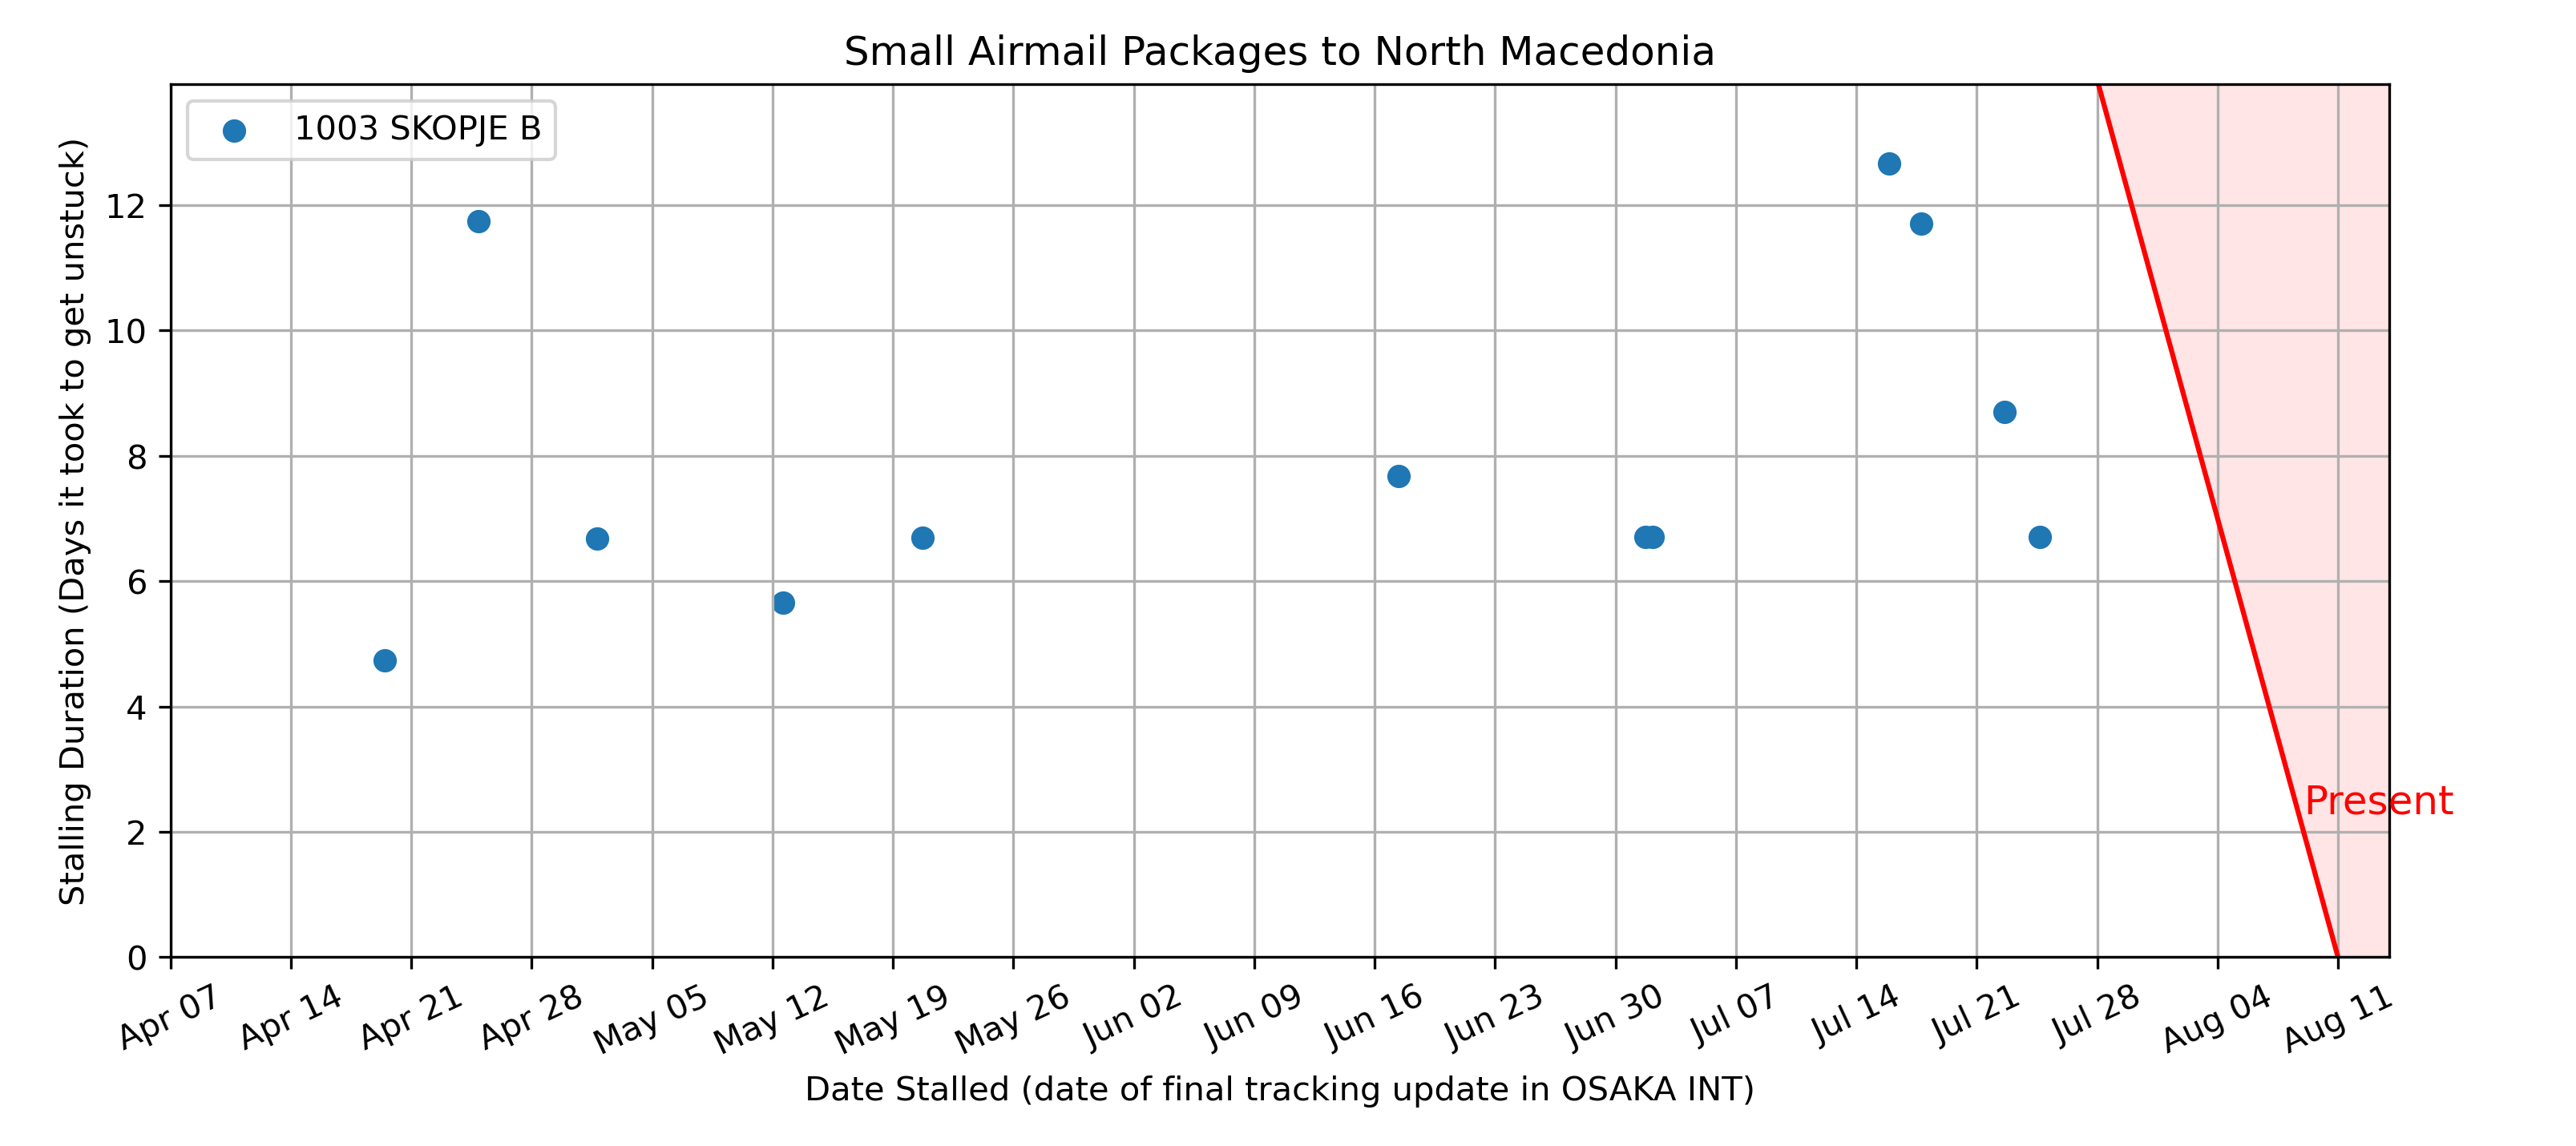 Small Airmail Packages to North Macedonia
1003 SKOPJE B
Stalling Duration (Days it took to get unstuck)
12
10
8
6
4
2
0
Present
Apr 07
Apr 14
Apr 21
Apr 28
May 05
May 12
May 19
May 26
Jun 02
Jun 09
Jun 16
Jun 23
Jun 30
Jul 07
Jul 14
Jul 21
Jul 28
Aug 04
Aug 11
Date Stalled (date of final tracking update in OSAKA INT)